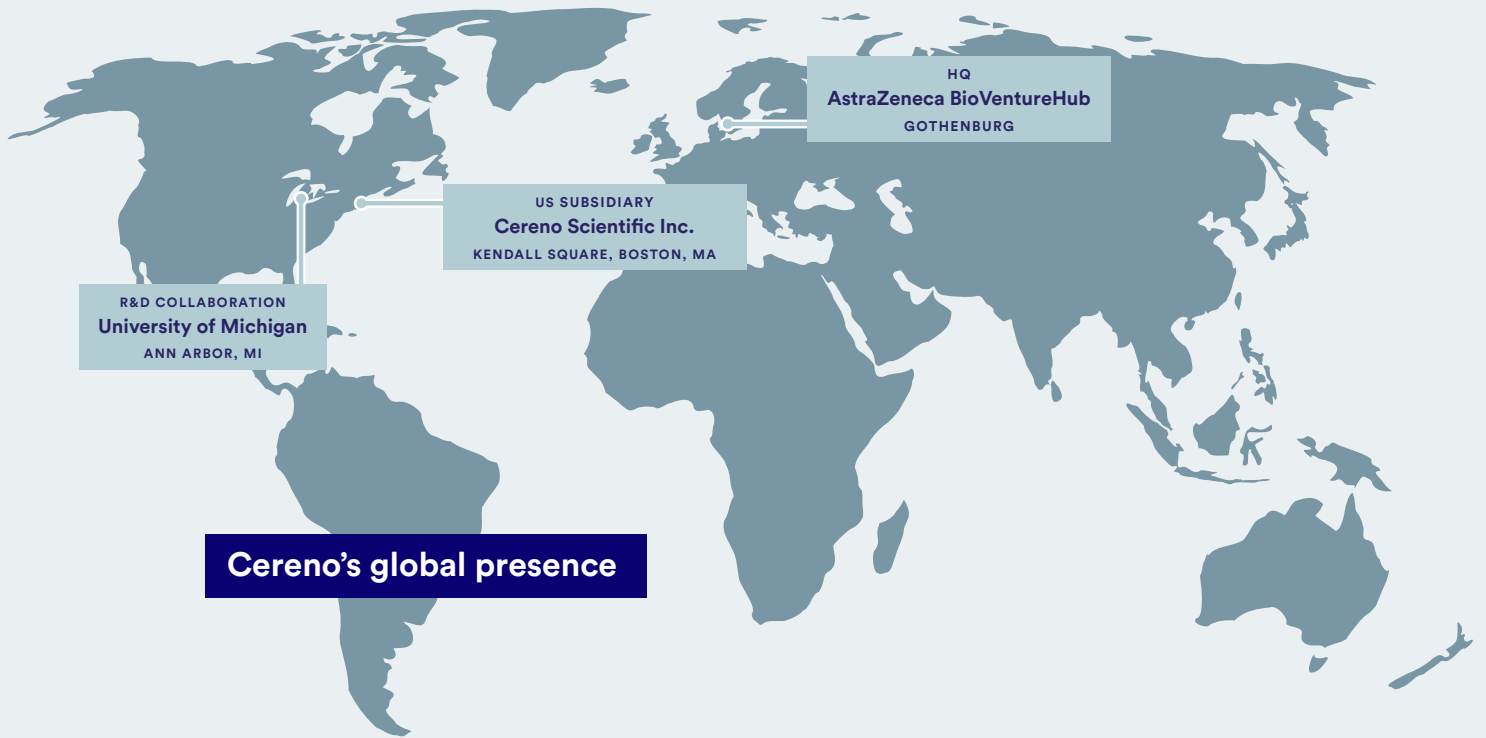 HQ
AstraZeneca BioVentureHub
GOTHENBURG
US SUBSIDIARY
Cereno Scientific Inc.
KENDALL SQUARE, BOSTON, MA
R&D COLLABORATION
University of Michigan
ANN ARBOR, MI
Cereno’s global presence